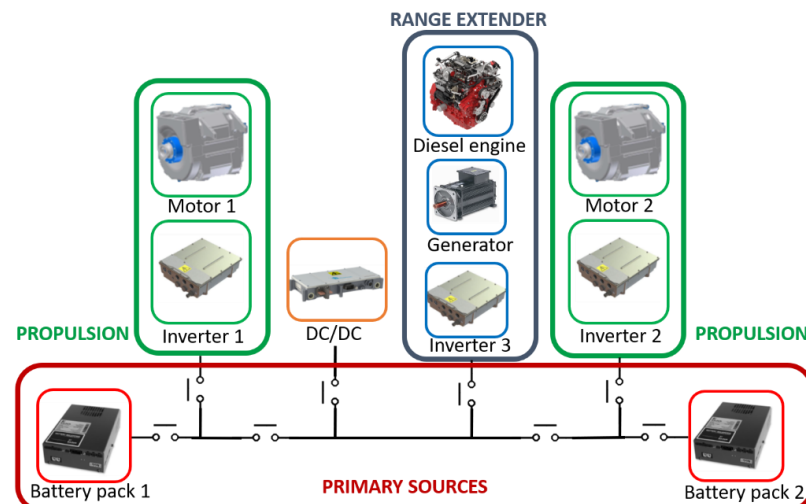 RANGE EXTENDER
Diesel engine
Motor 1
Generator
Motor 2
PROPULSION
Inverter 1
DC/DC
Inverter 3
Inverter 2
PROPULSION
Battery pack 1
PRIMARY SOURCES
Battery pack 2